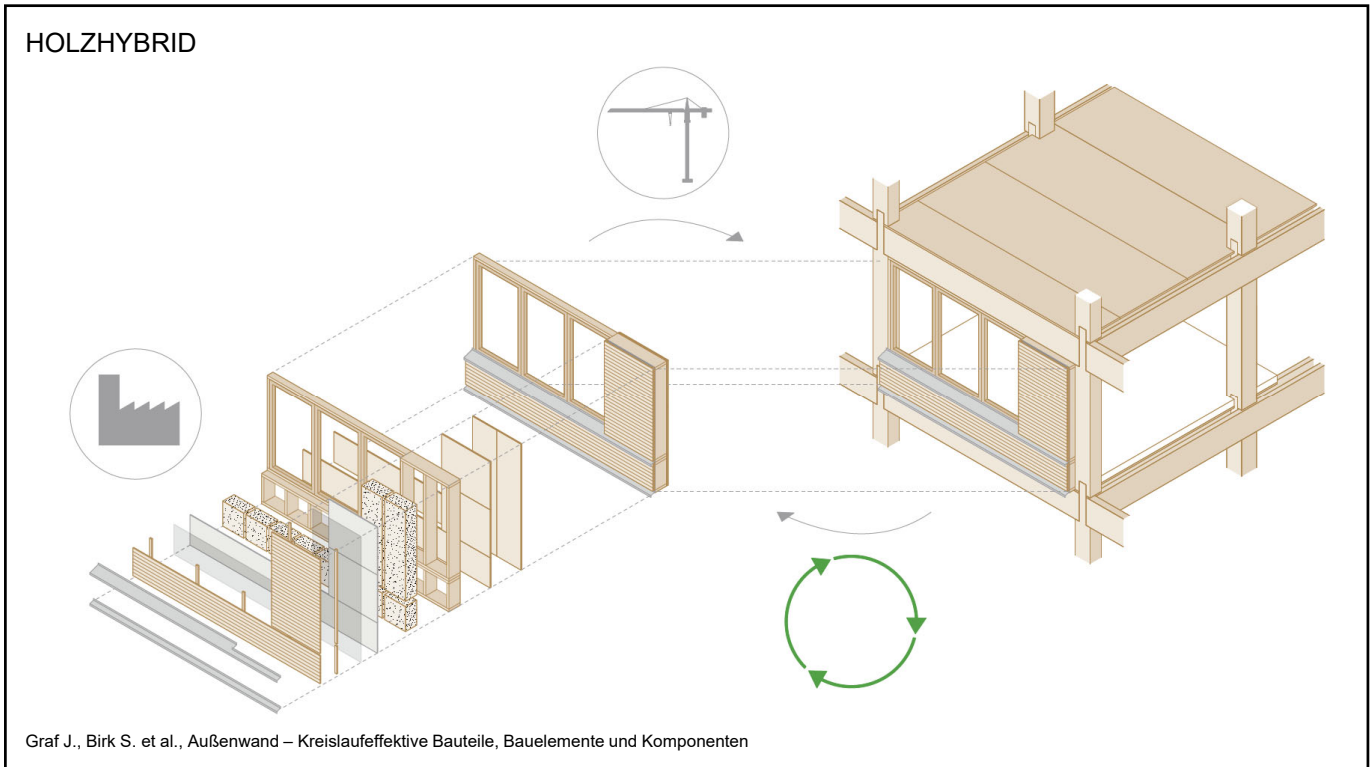 HOLZHYBRID
Graf J., Birk S. et al., Außenwand – Kreislaufeffektive Bauteile, Bauelemente und Komponenten